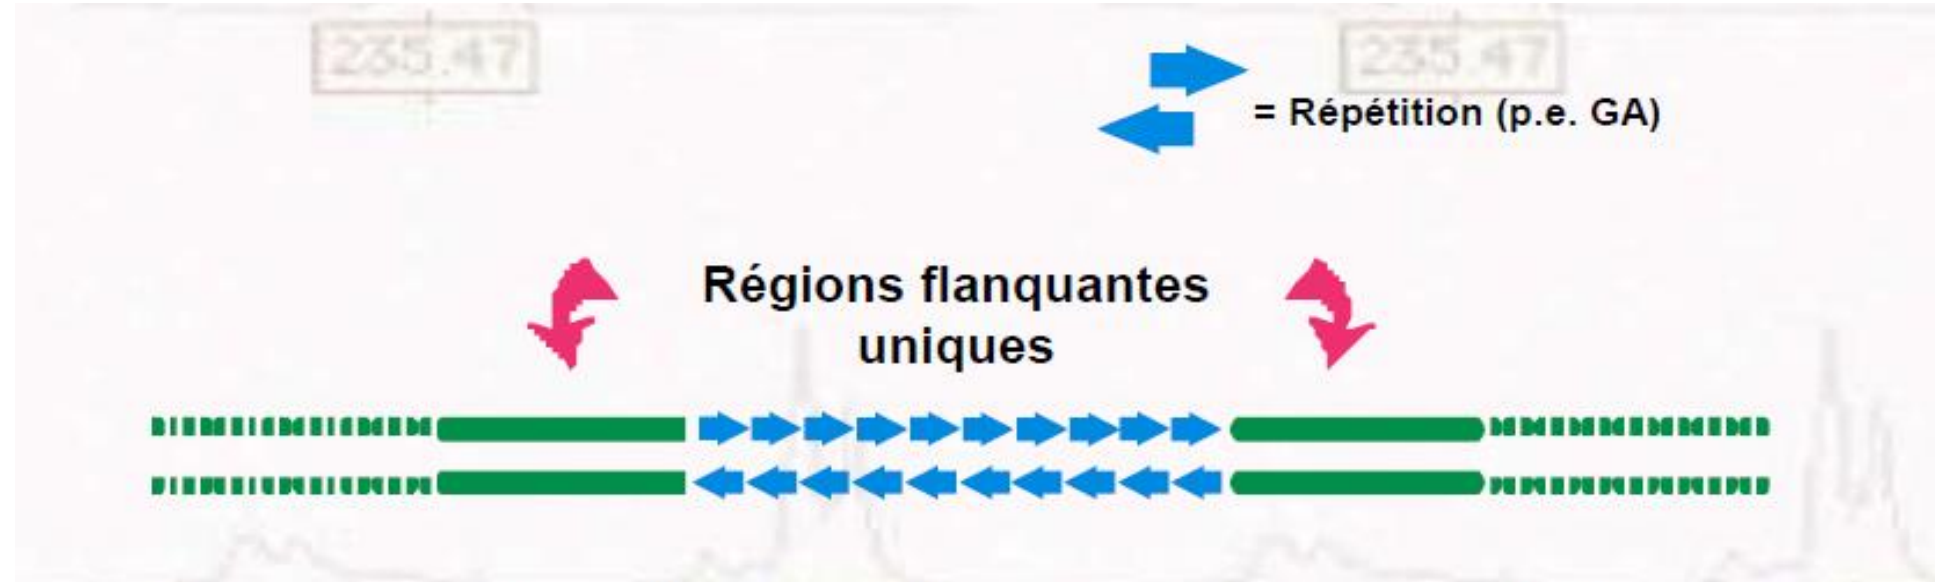 235.47
235.47
= Répétition (p.e. GA)
Régions flanquantes
uniques